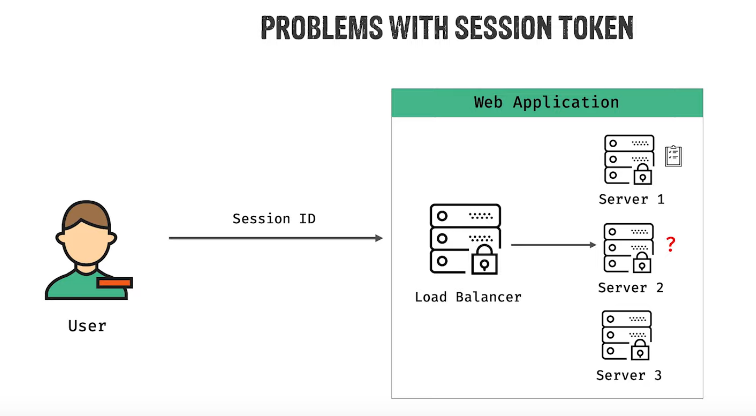 PROBLEMS WITH SESSION TOKEN
Web Application
Server 1
Session ID
?
Server 2
Load Balancer
User
Server 3